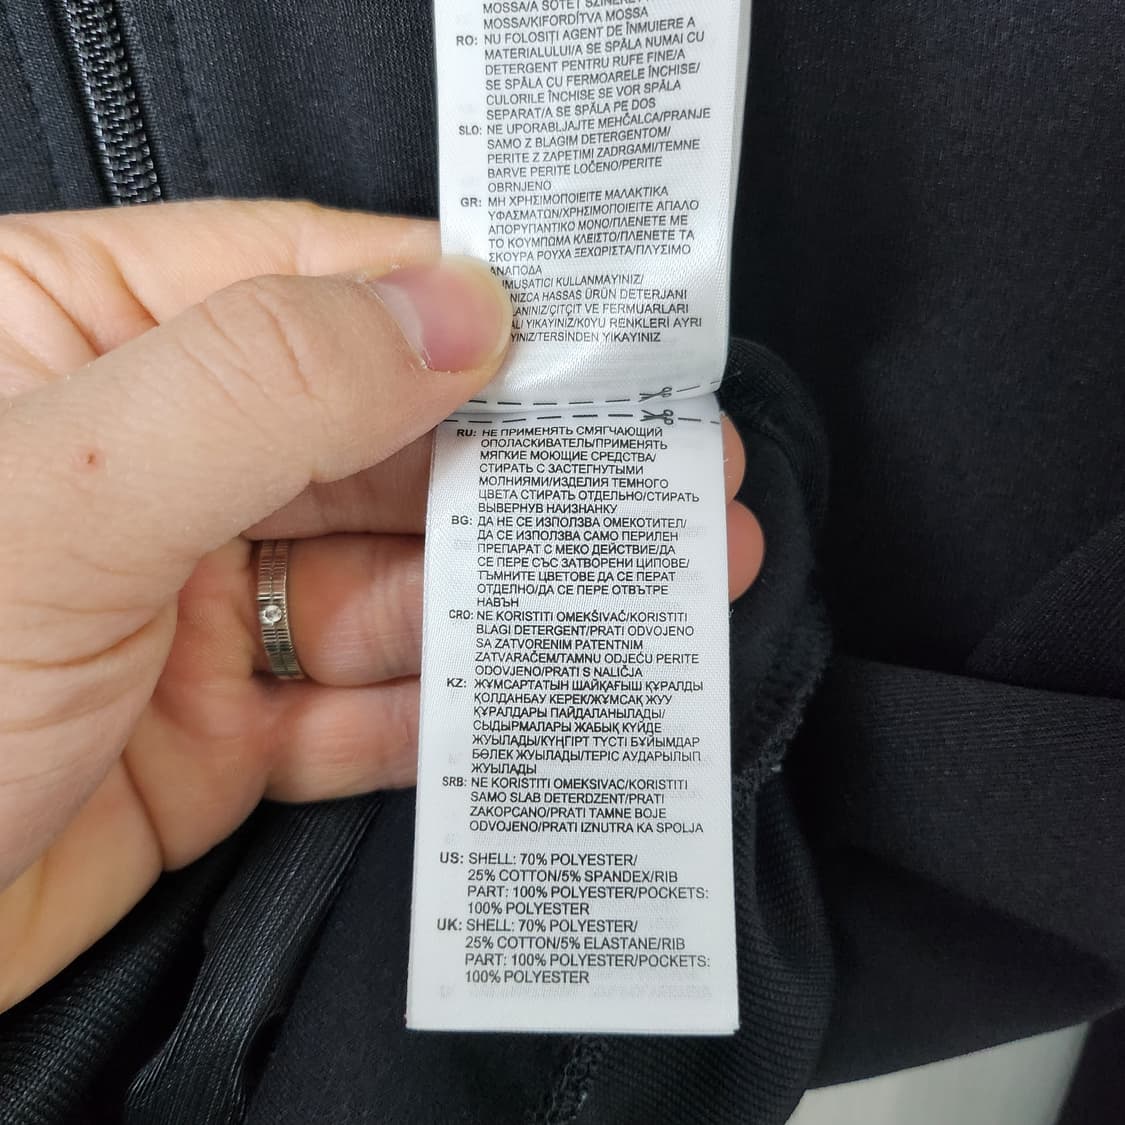 MOSSA/A SÖTÉT SZÍNEKET
MOSSA/KIFORDÍTVA MOSSA
RO: NU FOLOSIȚI AGENT DE ÎNMUIERE A
MATERIALULUI/A SE SPĂLA NUMAI CU
DETERGENT PENTRU RUFE FINE/A
SE SPĂLA CU FERMOARELE ÎNCHISE/
CULORILE ÎNCHISE SE VOR SPĂLA
SEPARAT/A SE SPĂLA PE DOS
SLO: NE UPORABLJAJTE MEHČALCA/PRANJE
SAMO Z BLAGIM DETERGENTOM/
PERITE Z ZAPETIMI ZADRGAMI/TEMNE
BARVE PERITE LOČENO/PERITE
OBRNJENO
GR: ΜΗ ΧΡΗΣΙΜΟΠΟΙΕΙΤΕ ΜΑΛΑΚΤΙΚΑ
ΥΦΑΣΜΑΤΩΝ/ΧΡΗΣΙΜΟΠΟΙΕΙΤΕ ΑΠΑΛΟ
ΑΠΟΡΥΠΑΝΤΙΚΟ ΜΟΝΟ/ΠΛΕΝΕΤΕ ΜΕ
ΤΟ ΚΟΥΜΠΩΜΑ ΚΛΕΙΣΤΟ/ΠΛΕΝΕΤΕ ΤΑ
ΣΚΟΥΡΑ ΡΟΥΧΑ ΞΕΧΩΡΙΣΤΑ/ΠΛΥΣΙΜΟ
ΑΝΑΠΟΔΑ
KULLANMAYINIZ/
HASSAS ÜRÜN DETERJANI
VE FERMUARLARI
YIKAYINIZ/KOYU RENKLERİ AYRI
YIKAYINIZ
RU: НЕ ПРИМЕНЯТЬ СМЯГЧАЮЩИЙ
ОПОЛАСКИВАТЕЛЬ/ПРИМЕНЯТЬ
МЯГКИЕ МОЮЩИЕ СРЕДСТВА/
СТИРАТЬ С ЗАСТЕГНУТЫМИ
МОЛНИЯМИ/ИЗДЕЛИЯ ТЕМНОГО
ЦВЕТА СТИРАТЬ ОТДЕЛЬНО/СТИРАТЬ
ВЫВЕРНУВ НАИЗНАНКУ
BG: ДА НЕ СЕ ИЗПОЛЗВА ОМЕКОТИТЕЛ/
ДА СЕ ИЗПОЛЗВА САМО ПЕРИЛЕН
ПРЕПАРАТ С МЕКО ДЕЙСТВИЕ/ДА
СЕ ПЕРЕ СЪС ЗАТВОРЕНИ ЦИПОВЕ/
ТЪМНИТЕ ЦВЕТОВЕ ДА СЕ ПЕРАТ
ОТДЕЛНО/ДА СЕ ПЕРЕ ОТВЪТРЕ
НАВЪН
CRO: NE KORISTITI OMEKŠIVAČ/KORISTITI
BLAGI DETERGENT/PRATI ODVOJENO
SA ZATVORENIM PATENTNIM
ZATVARAČEM/TAMNU ODJEĆU PERITE
ODOVJENO/PRATI S NALIČJA
KZ: ЖҰМСАРТАТЫН ШАЙҚАҒЫШ ҚҰРАЛДЫ
ҚОЛДАНБАУ КЕРЕК/ЖҰМСАҚ ЖУУ
ҚҰРАЛДАРЫ ПАЙДАЛАНЫЛАДЫ/
СЫДЫРМАЛАРЫ ЖАБЫҚ КҮЙДЕ
ЖУЫЛАДЫ/КҮҢГІРТ ТҮСТІ БҰЙЫМДАР
БӨЛЕК ЖУЫЛАДЫ/ТЕРІС АУДАРЫЛЫП
ЖУЫЛАДЫ
SRB: NE KORISTITI OMEKSIVAC/KORISTITI
SAMO SLAB DETERDZENT/PRATI
ZAKOPCANO/PRATI TAMNE BOJE
ODVOJENO/PRATI IZNUTRA KA SPOLJA
US: SHELL: 70% POLYESTER/
25% COTTON/5% SPANDEX/RIB
PART: 100% POLYESTER/POCKETS:
100% POLYESTER
UK: SHELL: 70% POLYESTER/
25% COTTON/5% ELASTANE/RIB
PART: 100% POLYESTER/POCKETS:
100% POLYESTER